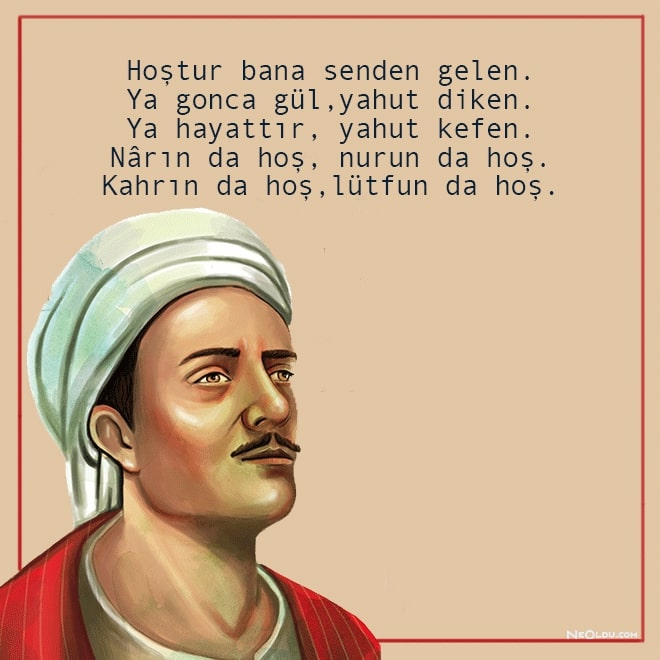 Hoştur bana senden gelen.
Ya gonca gül,yahut diken.
Ya hayattır, yahut kefen.
Nârın da hoş, nurun da hoş.
Kahrın da hoş,lütfun da hoş.
NeOldu.com